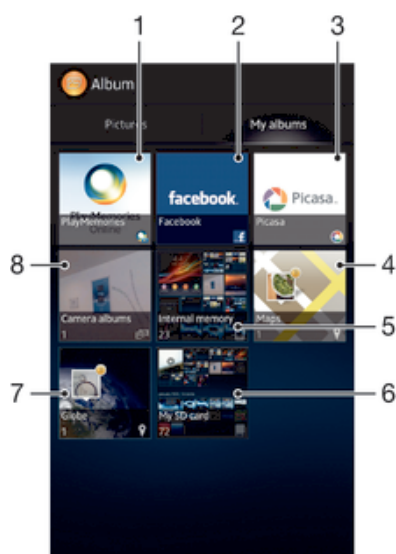 1 2 3
Album
Pictures My albums
facebook.
Picasa.
PlayMemories
Online
PlayMemories Facebook Picasa
8 4
Camera albums Internal memory Maps
1 23 1
5
7 6
Globe My SD card
1 72